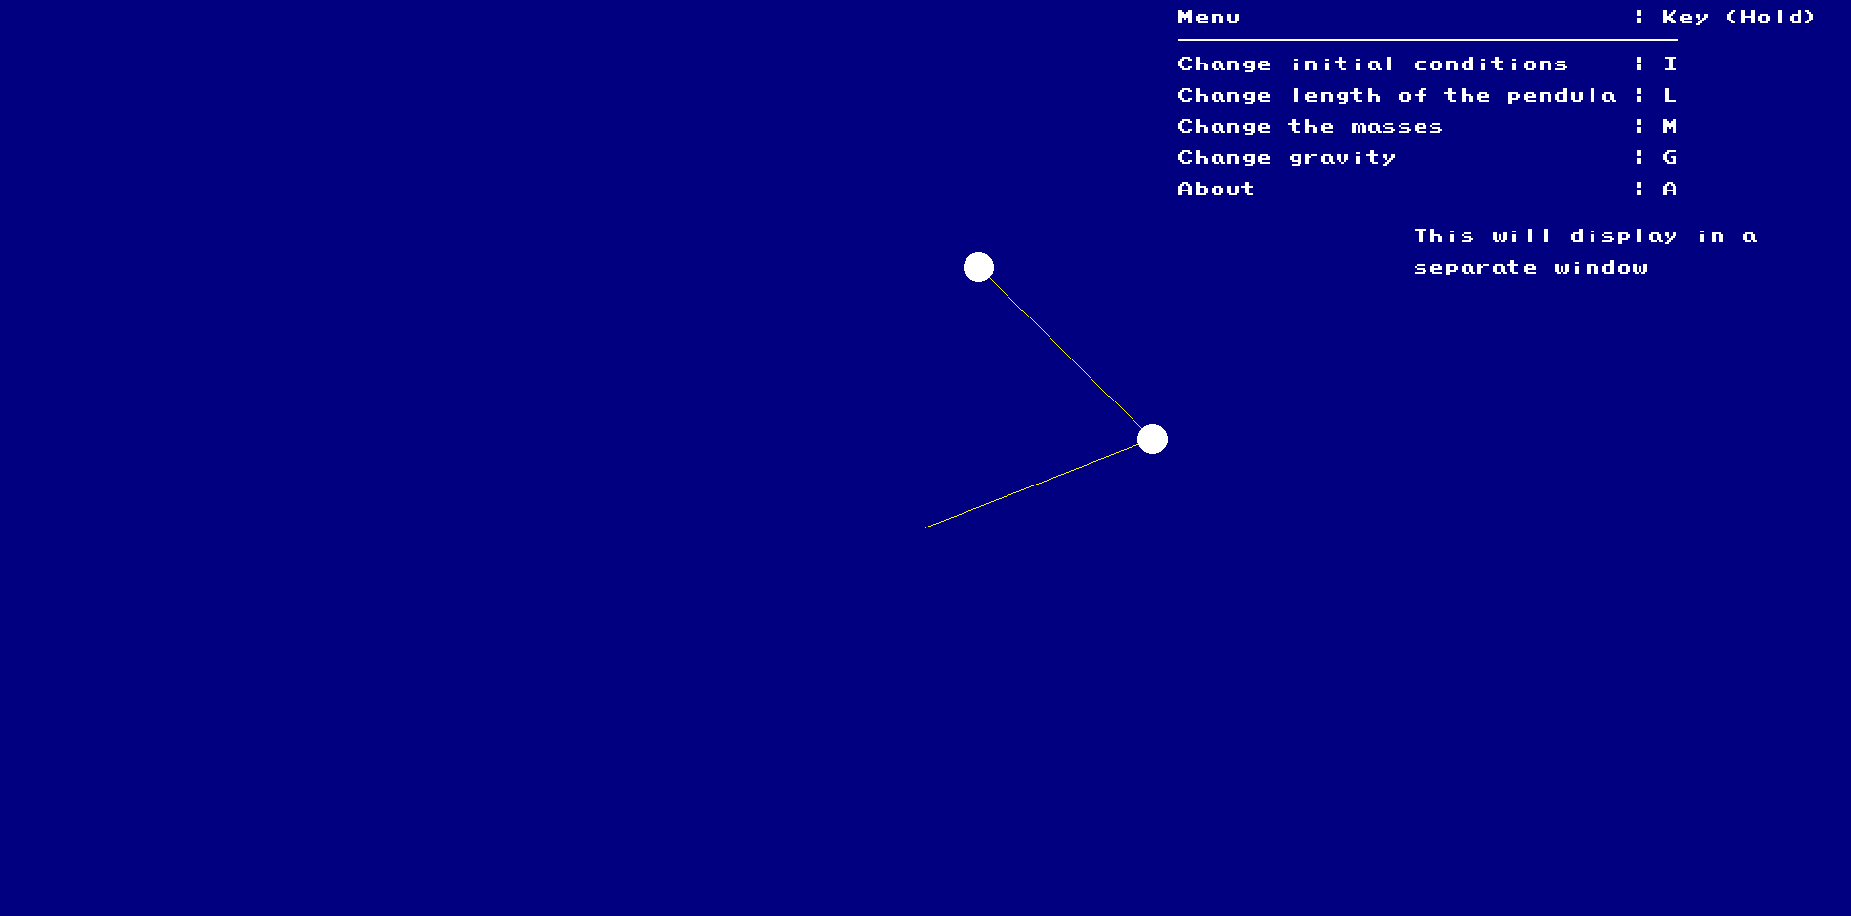 Menu : Key (Hold)
Change initial conditions : I
Change length of the pendula : L
Change the masses : M
Change gravity : G
About : A
This will display in a
separate window